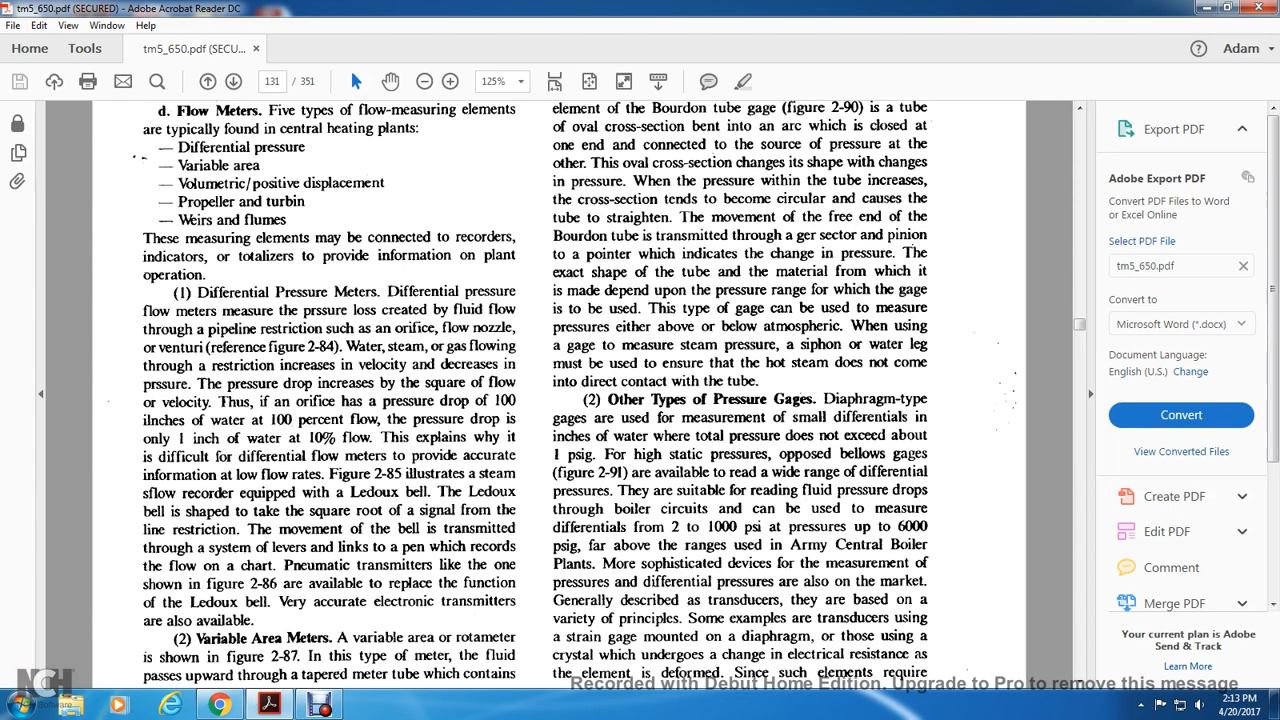 tm5_650.pdf (SECURED) - Adobe Acrobat Reader DC
File Edit View Window Help
Home Tools tm5_650.pdf (SECU... × Adam
131 / 351 125%
d. Flow Meters. Five types of flow-measuring elements
are typically found in central heating plants:
— Differential pressure
— Variable area
— Volumetric/positive displacement
— Propeller and turbin
— Weirs and flumes
These measuring elements may be connected to recorders,
indicators, or totalizers to provide information on plant
operation.
(1) Differential Pressure Meters. Differential pressure
flow meters measure the prssure loss created by fluid flow
through a pipeline restriction such as an orifice, flow nozzle,
or venturi (reference figure 2-84). Water, steam, or gas flowing
through a restriction increases in velocity and decreases in
prssure. The pressure drop increases by the square of flow
or velocity. Thus, if an orifice has a pressure drop of 100
ilnches of water at 100 percent flow, the pressure drop is
only 1 inch of water at 10% flow. This explains why it
is difficult for differential flow meters to provide accurate
information at low flow rates. Figure 2-85 illustrates a steam
sflow recorder equipped with a Ledoux bell. The Ledoux
bell is shaped to take the square root of a signal from the
line restriction. The movement of the bell is transmitted
through a system of levers and links to a pen which records
the flow on a chart. Pneumatic transmitters like the one
shown in figure 2-86 are available to replace the function
of the Ledoux bell. Very accurate electronic transmitters
are also available.
(2) Variable Area Meters. A variable area or rotameter
is shown in figure 2-87. In this type of meter, the fluid
passes upward through a tapered meter tube which contains
element of the Bourdon tube gage (figure 2-90) is a tube
of oval cross-section bent into an arc which is closed at
one end and connected to the source of pressure at the
other. This oval cross-section changes its shape with changes
in pressure. When the pressure within the tube increases,
the cross-section tends to become circular and causes the
tube to straighten. The movement of the free end of the
Bourdon tube is transmitted through a ger sector and pinion
to a pointer which indicates the change in pressure. The
exact shape of the tube and the material from which it
is made depend upon the pressure range for which the gage
is to be used. This type of gage can be used to measure
pressures either above or below atmospheric. When using
a gage to measure steam pressure, a siphon or water leg
must be used to ensure that the hot steam does not come
into direct contact with the tube.
(2) Other Types of Pressure Gages. Diaphragm-type
gages are used for measurement of small differentials in
inches of water where total pressure does not exceed about
1 psig. For high static pressures, opposed bellows gages
(figure 2-91) are available to read a wide range of differential
pressures. They are suitable for reading fluid pressure drops
through boiler circuits and can be used to measure
differentials from 2 to 1000 psi at pressures up to 6000
psig, far above the ranges used in Army Central Boiler
Plants. More sophisticated devices for the measurement of
pressures and differential pressures are also on the market.
Generally described as transducers, they are based on a
variety of principles. Some examples are transducers using
a strain gage mounted on a diaphragm, or those using a
crystal which undergoes a change in electrical resistance as
the element is deformed. Since such elements require
Export PDF
Adobe Export PDF
Convert PDF Files to Word
or Excel Online
Select PDF File
tm5_650.pdf
Convert to
Microsoft Word (*.docx)
Document Language:
English (U.S.) Change
Convert
View Converted Files
Create PDF
Edit PDF
Comment
Merge PDF
Your current plan is Adobe
Send & Track
Learn More
NCH
Software
Recorded with Debut Home Edition. Upgrade to Pro to remove this message
2:13 PM
4/20/2017